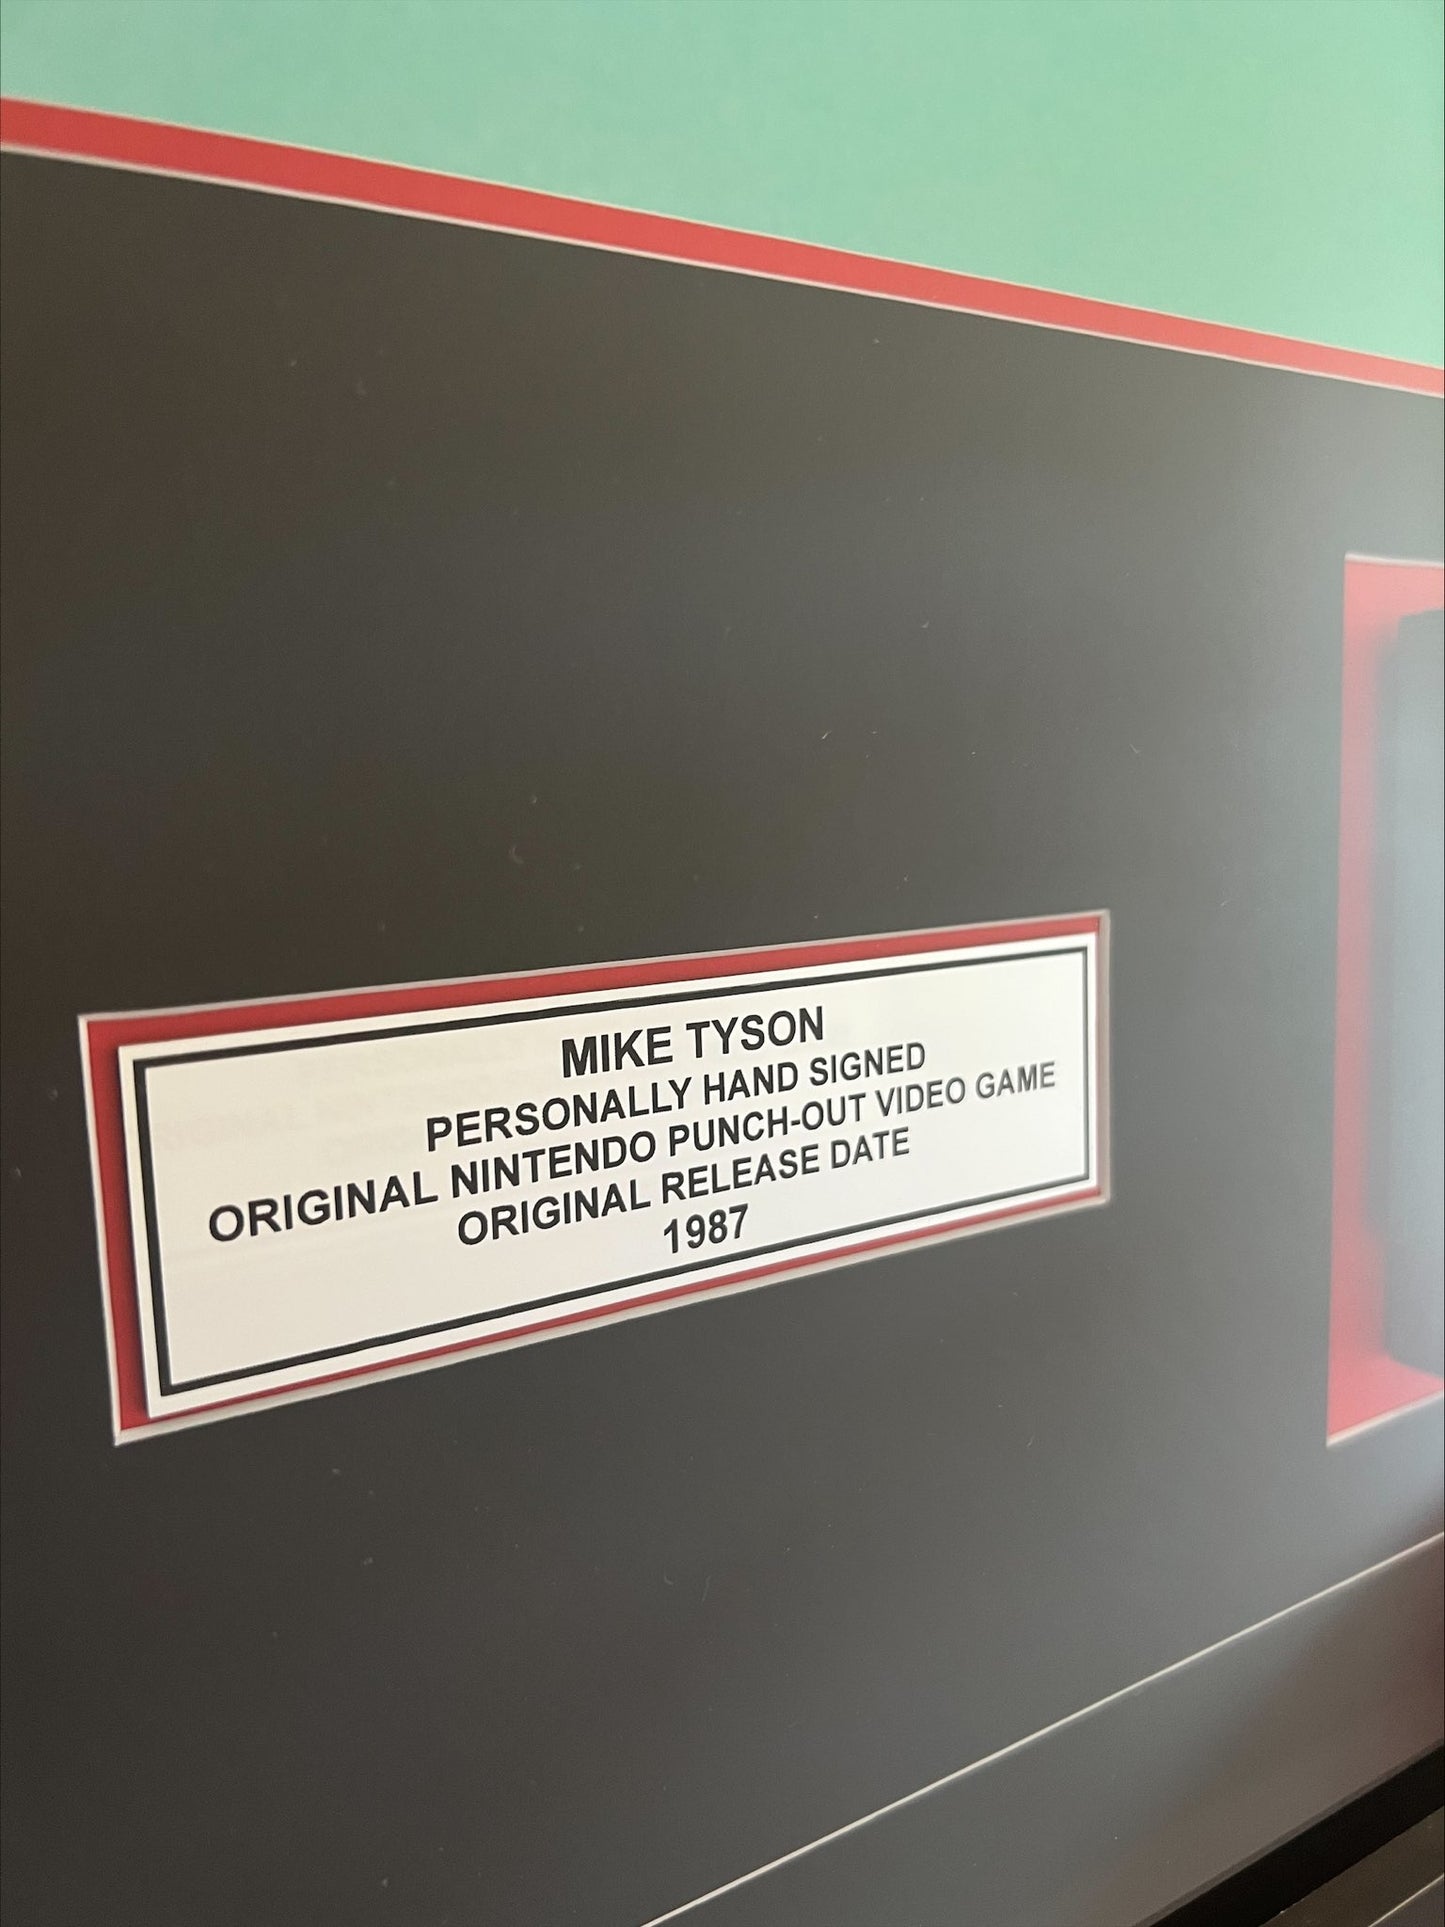 MIKE TYSON
PERSONALLY HAND SIGNED
ORIGINAL NINTENDO PUNCH-OUT VIDEO GAME
ORIGINAL RELEASE DATE
1987